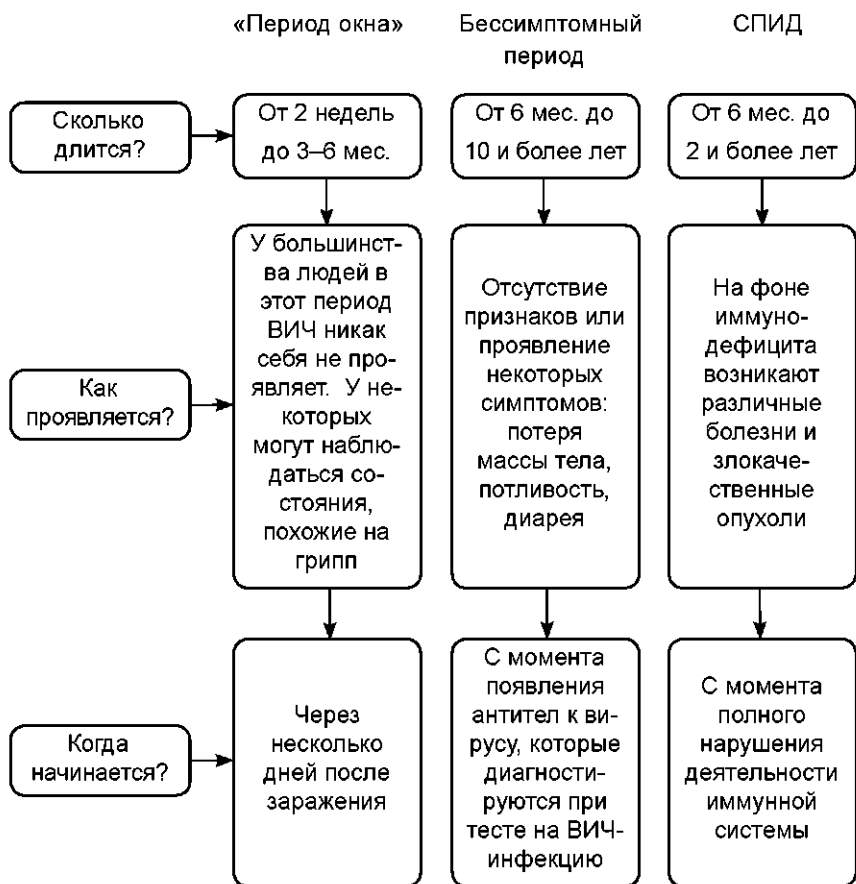 «Период окна»
Бессимптомный
период
СПИД
Сколько
длится?
От 2 недель
до 3–6 мес.
От 6 мес. до
10 и более лет
От 6 мес. до
2 и более лет
Как
проявляется?
У большинст-
ва людей в
этот период
ВИЧ никак
себя не про-
являет. У не-
которых
могут наблю-
даться со-
стояния,
похожие на
грипп
Отсутствие
признаков или
проявление
некоторых
симптомов:
потеря
массы тела,
потливость,
диарея
На фоне
иммуно-
дефицита
возникают
различные
болезни и
злокаче-
ственные
опухоли
Когда
начинается?
Через
несколько
дней после
заражения
С момента
появления
антител к ви-
русу, которые
диагности-
руются при
тесте на ВИЧ-
инфекцию
С момента
полного
нарушения
деятельности
иммунной
системы